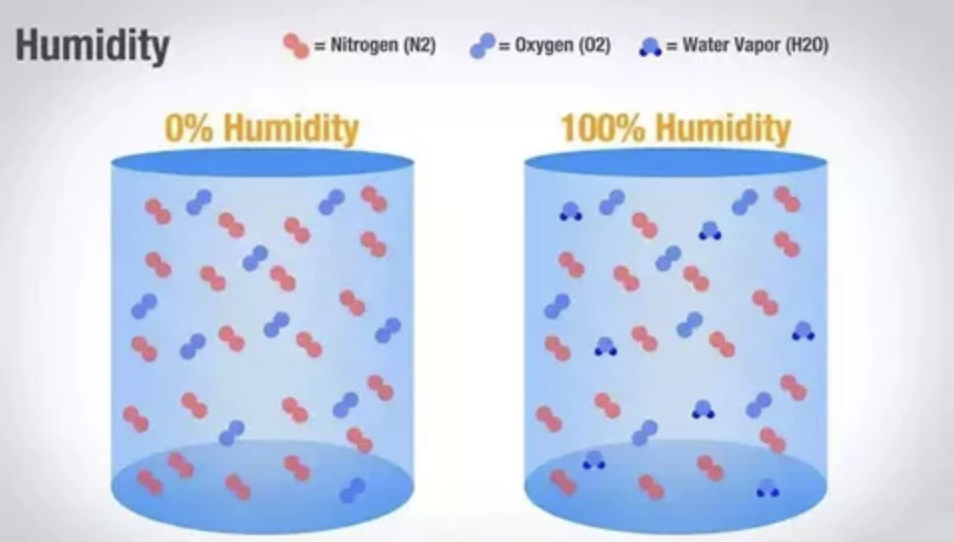 Humidity
= Nitrogen (N2) = Oxygen (O2) = Water Vapor (H2O)
0% Humidity 100% Humidity